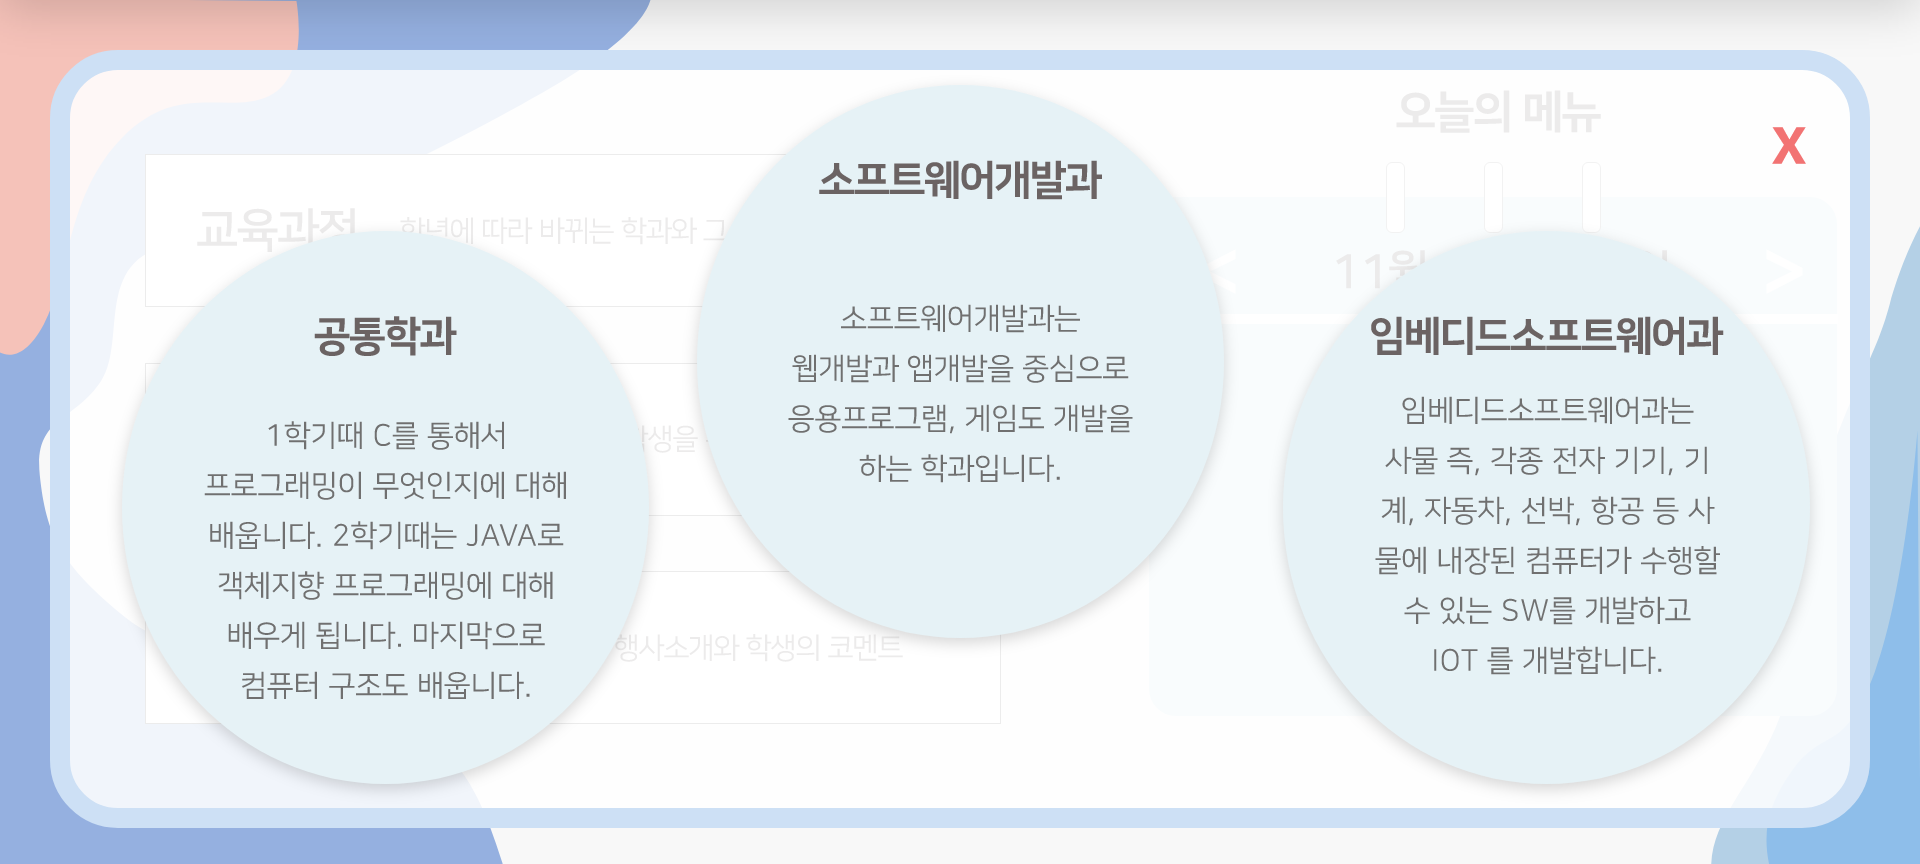 오늘의 메뉴
X
소프트웨어개발과
소프트웨어개발과는
웹개발과 앱개발을 중심으로
응용프로그램, 게임도 개발을
하는 학과입니다.
교육과정
학년에 따라 바뀌는 학과와 그
<
11월
>
공통학과
1학기때 C를 통해서
프로그래밍이 무엇인지에 대해
배웁니다. 2학기때는 JAVA로
객체지향 프로그래밍에 대해
배우게 됩니다. 마지막으로
컴퓨터 구조도 배웁니다.
임베디드소프트웨어과
임베디드소프트웨어과는
사물 즉, 각종 전자 기기, 기
계, 자동차, 선박, 항공 등 사
물에 내장된 컴퓨터가 수행할
수 있는 SW를 개발하고
IOT 를 개발합니다.
학생을
행사소개와 학생의 코멘트